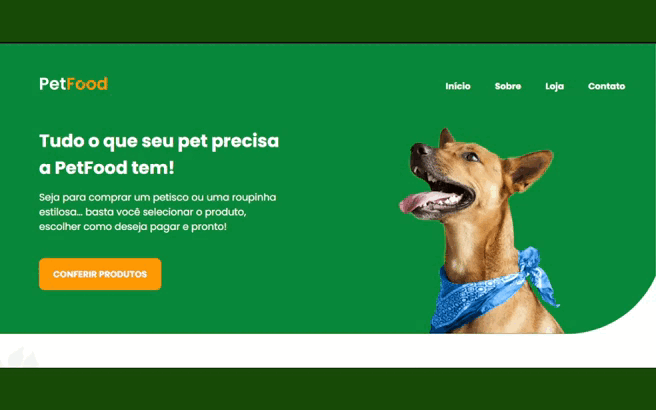 PetFood
Início Sobre Loja Contato
Tudo o que seu pet precisa
a PetFood tem!
Seja para comprar um petisco ou uma roupinha
estilosa... basta você selecionar o produto,
escolher como deseja pagar e pronto!
CONFERIR PRODUTOS